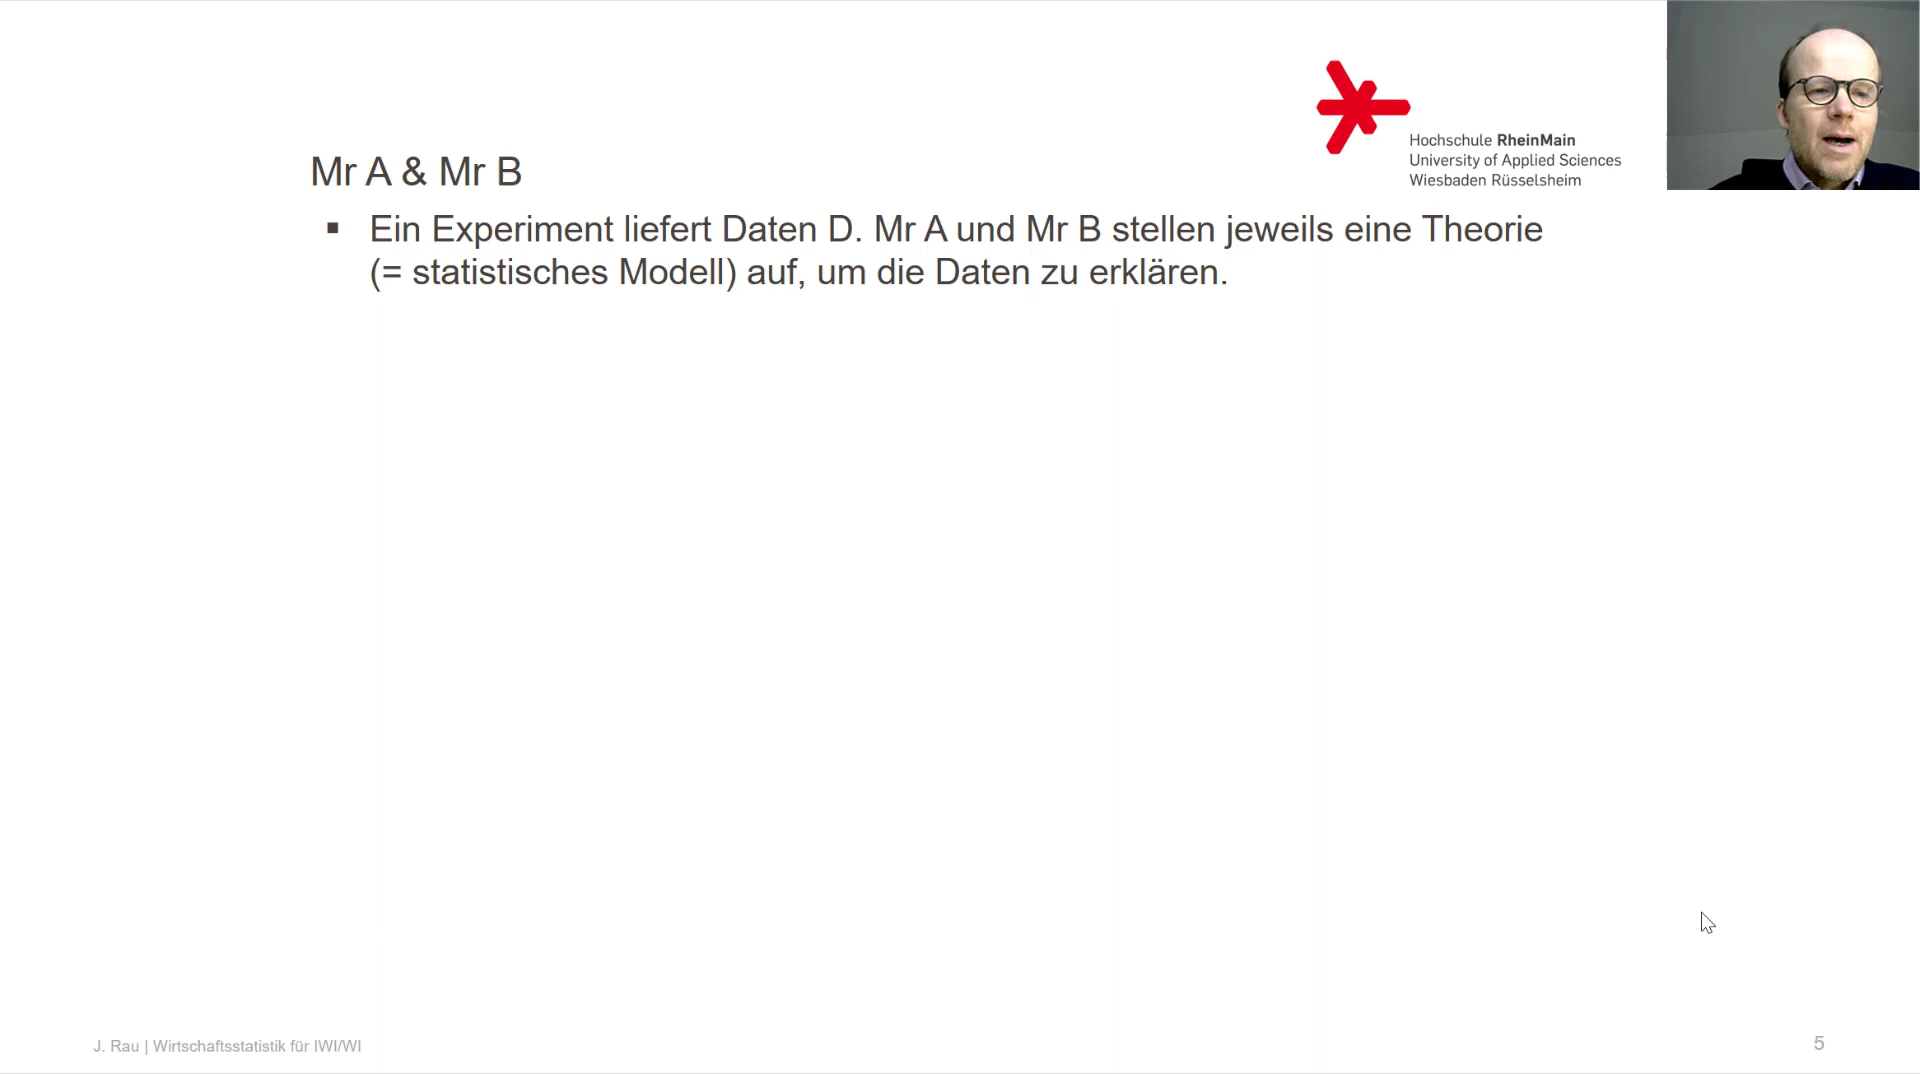 Hochschule RheinMain
University of Applied Sciences
Wiesbaden Rüsselsheim
Mr A & Mr B
▪ Ein Experiment liefert Daten D. Mr A und Mr B stellen jeweils eine Theorie
(= statistisches Modell) auf, um die Daten zu erklären.
J. Rau | Wirtschaftsstatistik für IWI/WI
5